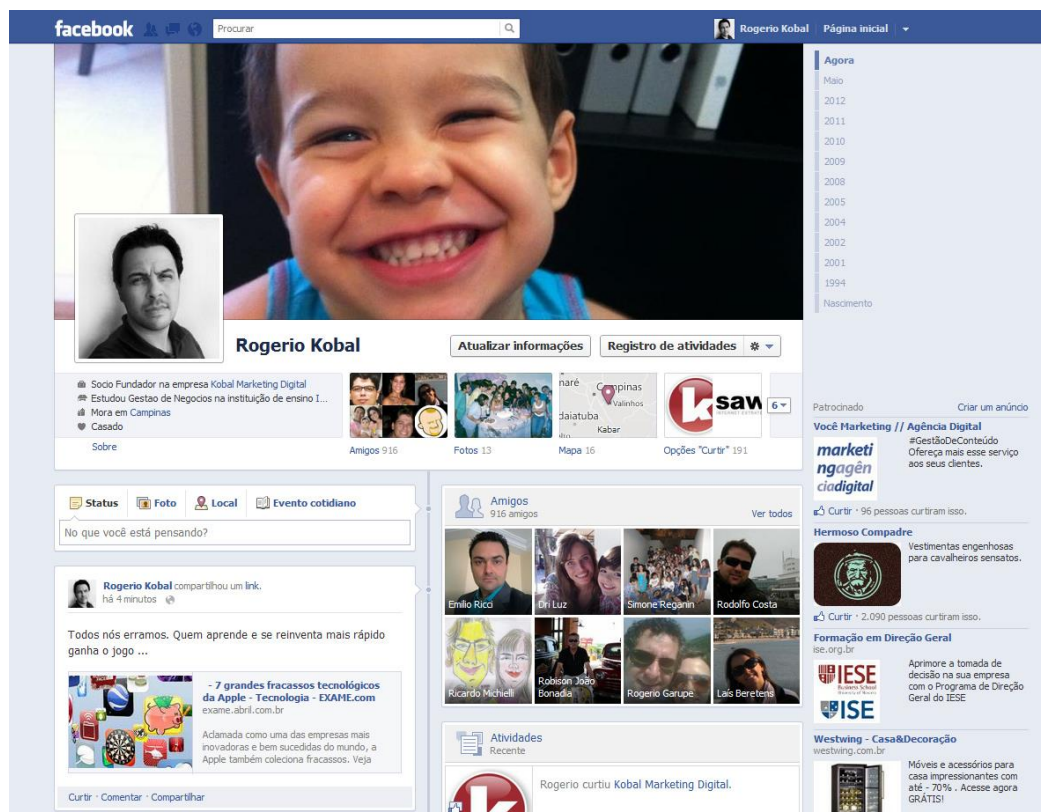 facebook
Procurar
Rogerio Kobal
Página inicial
Agora
Maio
2012
2011
2010
2009
2008
2005
2004
2002
2001
1994
Nascimento
Rogerio Kobal
Atualizar informações
Registro de atividades
Socio Fundador na empresa Kobal Marketing Digital
Estudou Gestao de Negocios na instituição de ensino I...
Mora em Campinas
Casado
Sobre
Campinas
Valinhos
daiatuba
Kabar
k
saw
6
Amigos 916
Fotos 13
Mapa 16
Opções "Curtir" 191
Status
Foto
Local
Evento cotidiano
No que você está pensando?
Rogerio Kobal compartilhou um link.
há 4 minutos
Todos nós erramos. Quem aprende e se reinventa mais rápido
ganha o jogo ...
- 7 grandes fracassos tecnológicos
da Apple - Tecnologia - EXAME.com
exame.abril.com.br
Adamada como uma das empresas mais
inovadoras e bem sucedidas do mundo, a
Apple também coleciona fracassos. Veja
Curtir · Comentar · Compartilhar
Amigos
916 amigos
Ver todos
Emilio Ricci
Dri Luz
Simone Reganin
Rodolfo Costa
Ricardo Michielli
Robison João
Bonadia
Rogerio Garupe
Laís Beretens
Atividades
Recente
Rogerio curtiu Kobal Marketing Digital.
Patrocinado
Criar um anúncio
Você Marketing // Agência Digital
marketi
ngagên
ciadigital
#GestãoDeConteúdo
Ofereça mais esse serviço
aos seus clientes.
Curtir · 96 pessoas curtiram isso.
Hermoso Compadre
Vestimentas engenhosas
para cavalheiros sensatos.
Curtir · 2.090 pessoas curtiram isso.
Formação em Direção Geral
ise.org.br
IESE
Business School
ISE
Aprimore a tomada de
decisão na sua empresa
com o Programa de Direção
Geral do IESE
Westwing - Casa&Decoração
westwing.com.br
Móveis e acessórios para
casa impressionantes com
até - 70% . Acesse agora
GRÁTIS!